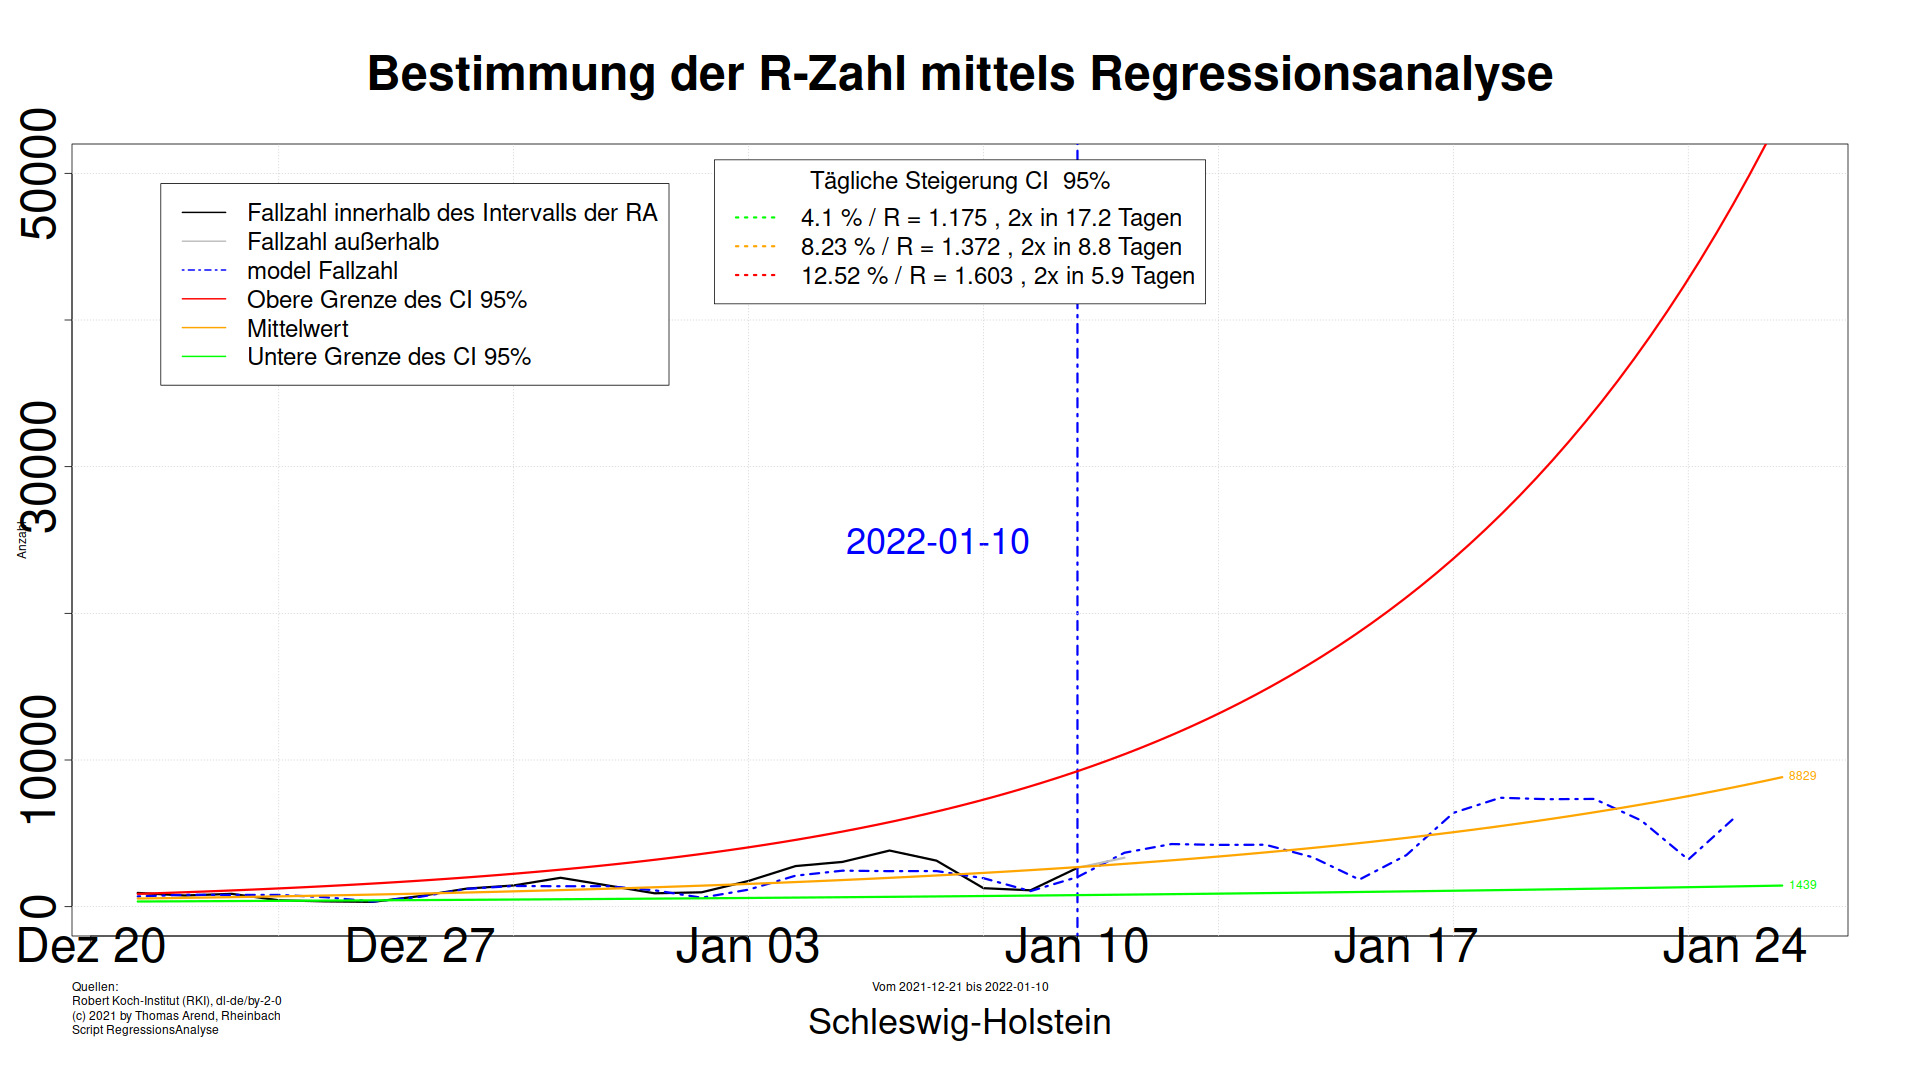 Bestimmung der R-Zahl mittels Regressionsanalyse
Anzahl
50000
30000
10000
0
Fallzahl innerhalb des Intervalls der RA
Fallzahl außerhalb
model Fallzahl
Obere Grenze des CI 95%
Mittelwert
Untere Grenze des CI 95%
Tägliche Steigerung CI 95%
4.1 % / R = 1.175 , 2x in 17.2 Tagen
8.23 % / R = 1.372 , 2x in 8.8 Tagen
12.52 % / R = 1.603 , 2x in 5.9 Tagen
2022-01-10
8829
1439
Dez 20 Dez 27 Jan 03 Jan 10 Jan 17 Jan 24
Vom 2021-12-21 bis 2022-01-10
Schleswig-Holstein
Quellen:
Robert Koch-Institut (RKI), dl-de/by-2-0
(c) 2021 by Thomas Arend, Rheinbach
Script RegressionsAnalyse